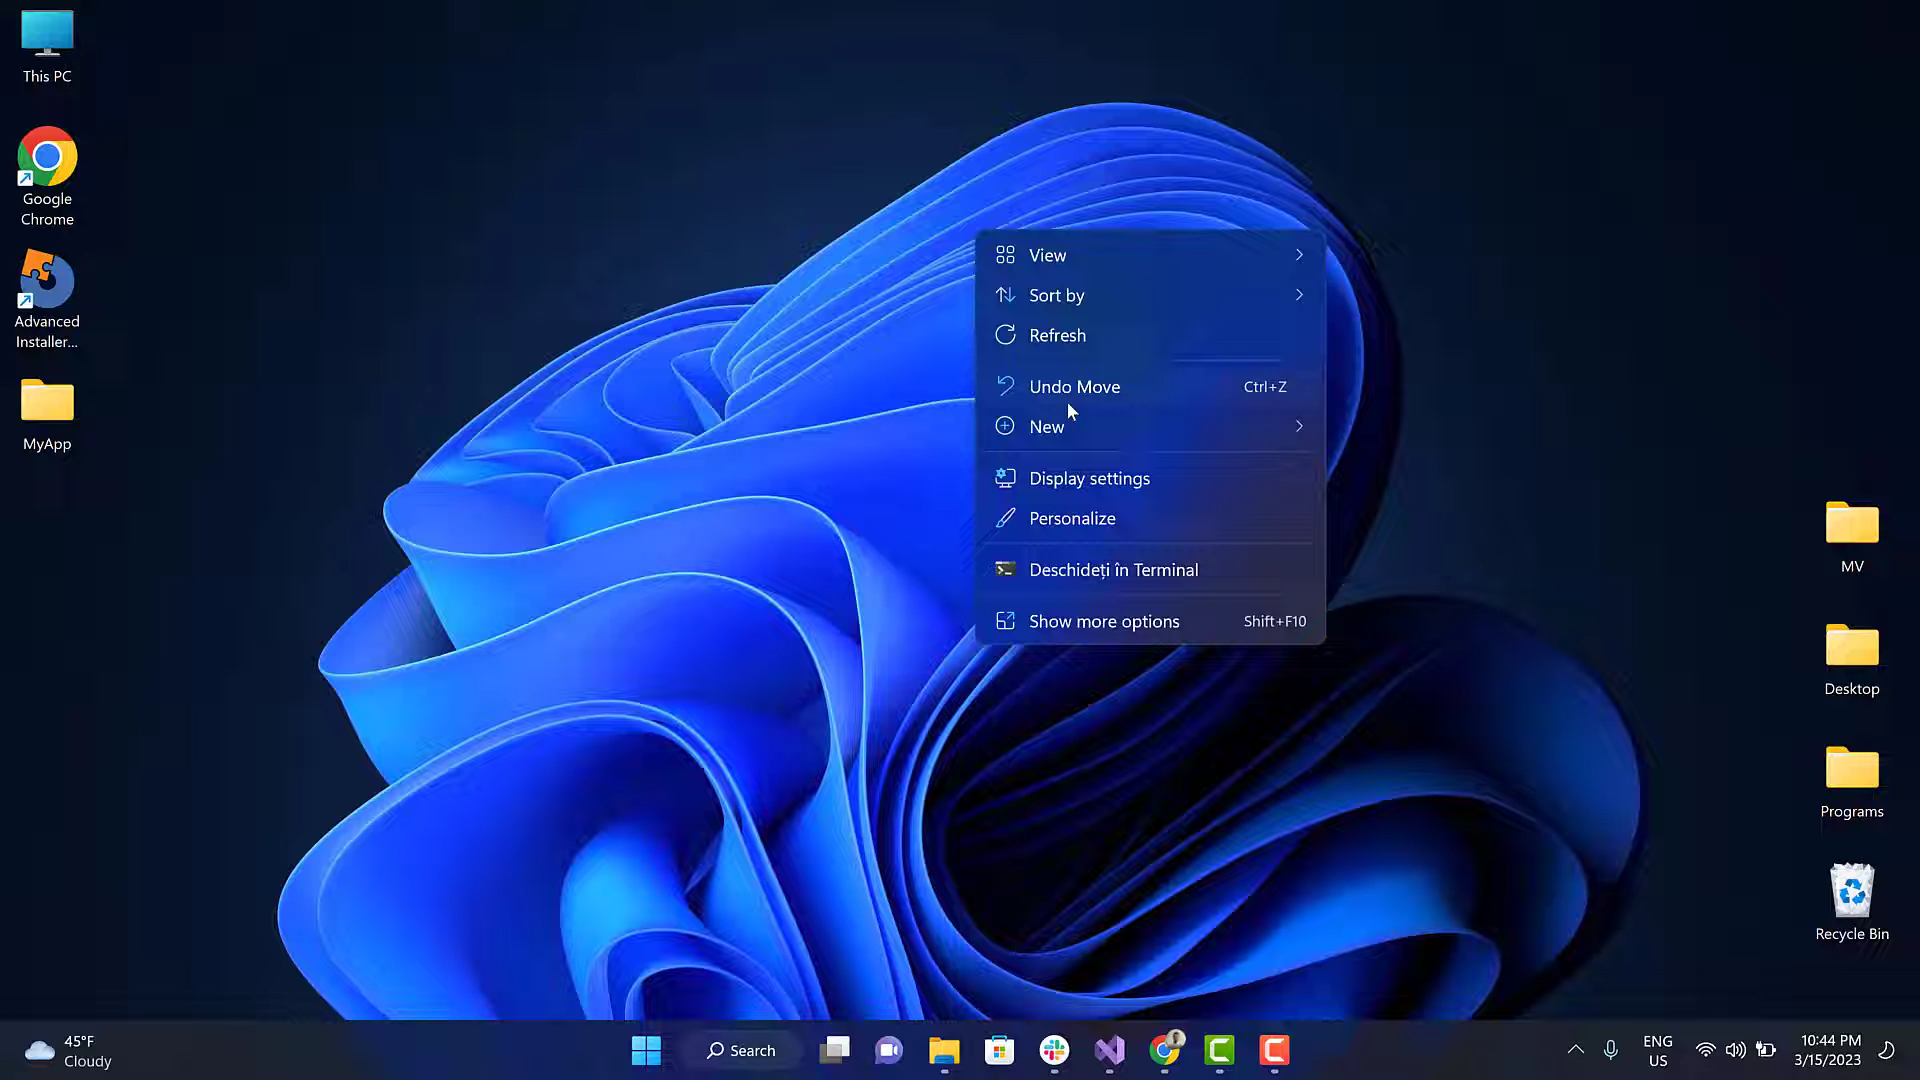 This PC
Google
Chrome
Advanced
Installer...
MyApp
View
Sort by
Refresh
Undo Move Ctrl+Z
New
Display settings
Personalize
Deschideți în Terminal
Show more options Shift+F10
MV
Desktop
Programs
Recycle Bin
45°F
Cloudy
Search
ENG
US
10:44 PM
3/15/2023